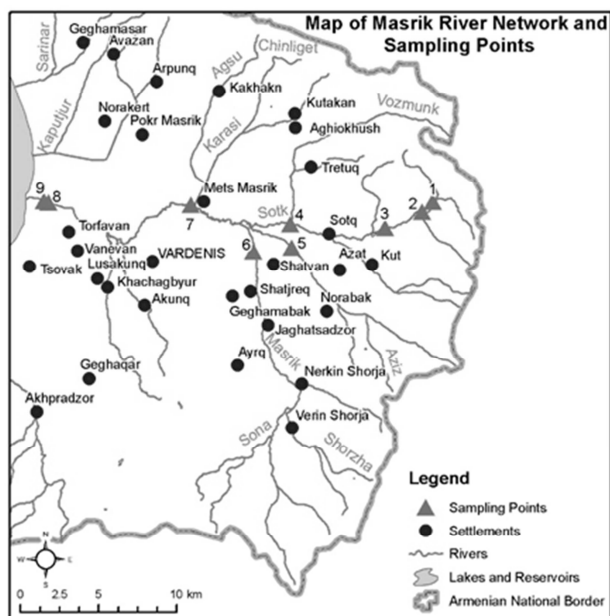 Map of Masrik River Network and
Sampling Points
Geghamasar
Avazan
Sarinar
Arpunq
Agsu
Chinliget
Kakhakn
Kutakan
Vozmunk
Kaputjur
Norakert
Pokr Masrik
Karasi
Aghiokhush
Tretuq
Mets Masrik
9 8
7
Sotk
4
Sotq
3
2
1
Torfavan
Vanevan
VARDENIS
6
5
Shatvan
Azat
Kut
Tsovak
Lusakunq
Khachagbyur
Akunq
Shatjreq
Geghamabak
Norabak
Jaghatsadzor
Masrik
Aziz
Ayrq
Geghaqar
Nerkin Shorja
Akhpradzor
Verin Shorja
Sona
Shorzha
Legend
Sampling Points
Settlements
Rivers
Lakes and Reservoirs
Armenian National Border
N
W E
S
0 2.5 5 10 km